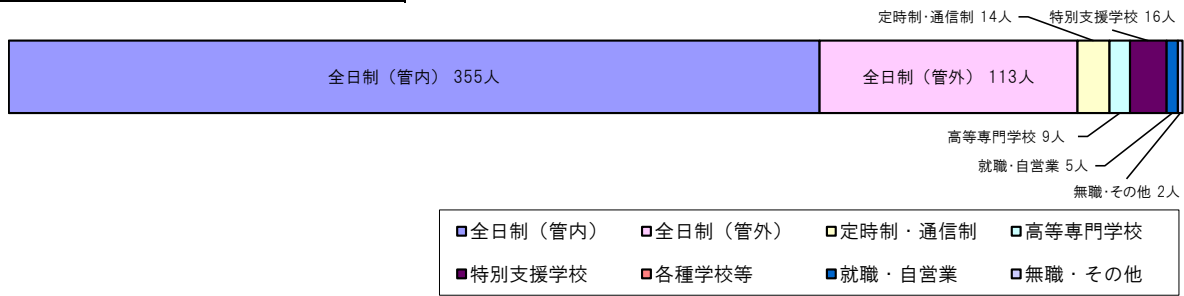 定時制・通信制 14人
特別支援学校 16人
全日制（管内） 355人
全日制（管外） 113人
高等専門学校 9人
就職・自営業 5人
無職・その他 2人
全日制（管内） 全日制（管外） 定時制・通信制 高等専門学校
特別支援学校 各種学校等 就職・自営業 無職・その他